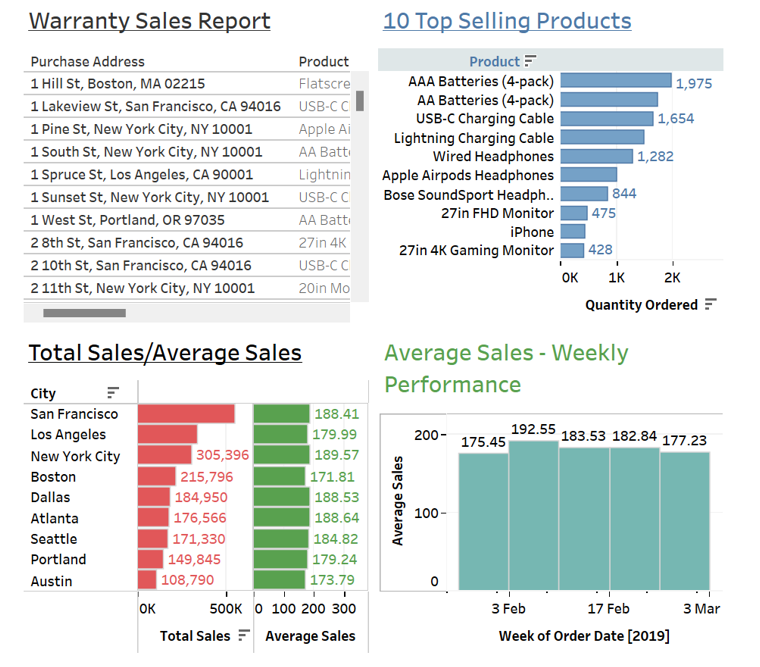 Warranty Sales Report
Purchase Address Product
1 Hill St, Boston, MA 02215 Flatscre
1 Lakeview St, San Francisco, CA 94016 USB-C C
1 Pine St, New York City, NY 10001 Apple Ai
1 South St, New York City, NY 10001 AA Batt
1 Spruce St, Los Angeles, CA 90001 Lightnin
1 Sunset St, New York City, NY 10001 USB-C C
1 West St, Portland, OR 97035 AA Batt
2 8th St, San Francisco, CA 94016 27in 4K
2 10th St, San Francisco, CA 94016 USB-C C
2 11th St, New York City, NY 10001 20in Mo
10 Top Selling Products
Product
AAA Batteries (4-pack) 1,975
AA Batteries (4-pack)
USB-C Charging Cable 1,654
Lightning Charging Cable
Wired Headphones 1,282
Apple Airpods Headphones
Bose SoundSport Headph.. 844
27in FHD Monitor 475
iPhone
27in 4K Gaming Monitor 428
0K 1K 2K
Quantity Ordered
Total Sales/Average Sales
City
San Francisco 188.41
Los Angeles 179.99
New York City 305,396 189.57
Boston 215,796 171.81
Dallas 184,950 188.53
Atlanta 176,566 188.64
Seattle 171,330 184.82
Portland 149,845 179.24
Austin 108,790 173.79
0K 500K 0 100 200 300
Total Sales Average Sales
Average Sales - Weekly
Performance
Average Sales
200
100
0
175.45 192.55 183.53 182.84 177.23
3 Feb 17 Feb 3 Mar
Week of Order Date [2019]